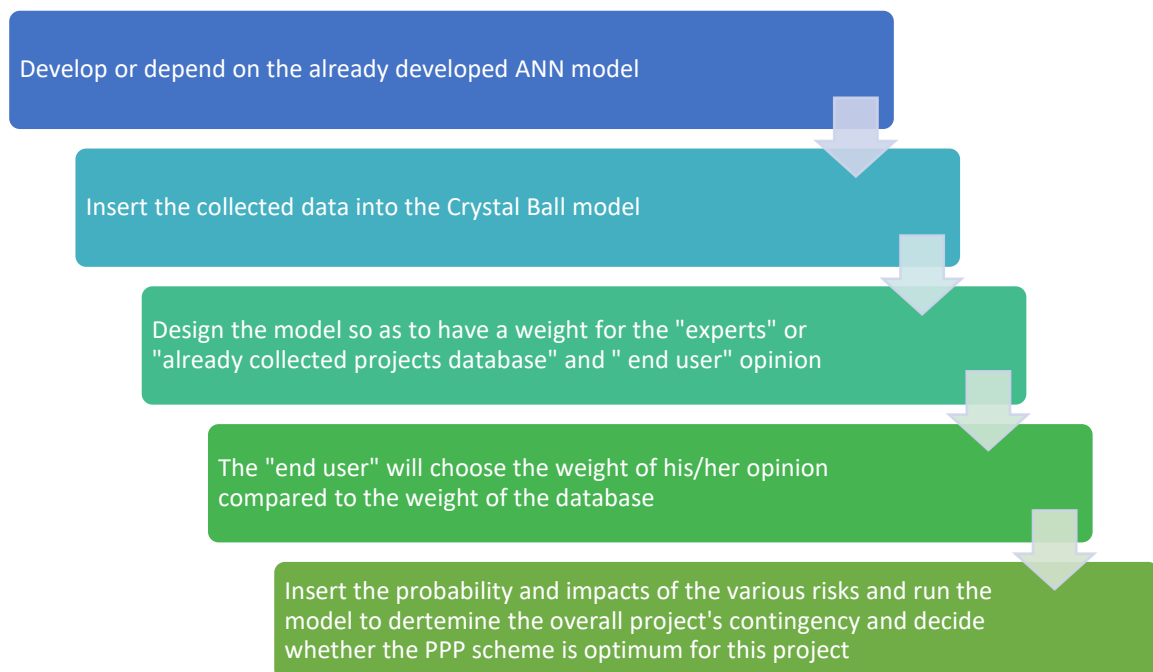 Develop or depend on the already developed ANN model
Insert the collected data into the Crystal Ball model
Design the model so as to have a weight for the "experts" or
"already collected projects database" and " end user" opinion
The "end user" will choose the weight of his/her opinion
compared to the weight of the database
Insert the probability and impacts of the various risks and run the
model to dertemine the overall project's contingency and decide
whether the PPP scheme is optimum for this project